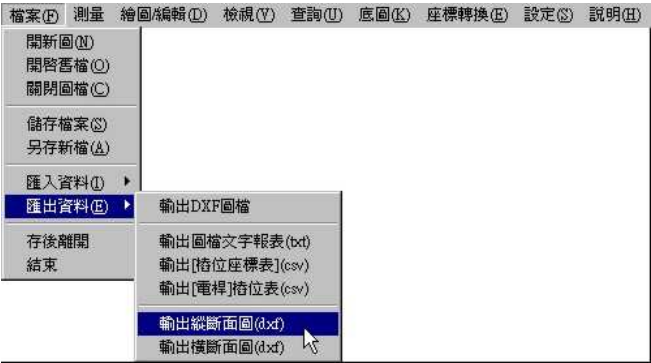 檔案(F) 測量 繪圖/編輯(D) 檢視(V) 查詢(U) 底圖(K) 座標轉換(E) 設定(S) 說明(H)
開新圖(N)
開啓舊檔(O)
關閉圖檔(C)
儲存檔案(S)
另存新檔(A)
匯入資料(I)
匯出資料(E)
存後離開
結束
輸出DXF圖檔
輸出圖檔文字報表(txt)
輸出[樁位座標表](csv)
輸出[電桿]樁位表(csv)
輸出縱斷面圖(dxf)
輸出橫斷面圖(dxf)